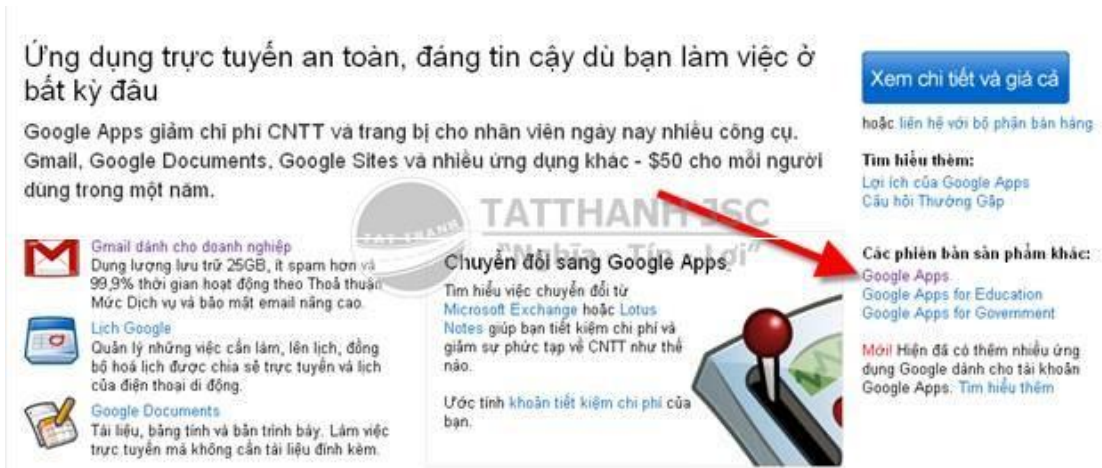 Ứng dụng trực tuyến an toàn, đáng tin cậy dù bạn làm việc ở
bất kỳ đâu
Google Apps giảm chi phí CNTT và trang bị cho nhân viên ngày nay nhiều công cụ.
Gmail, Google Documents, Google Sites và nhiều ứng dụng khác - $50 cho mỗi người
dùng trong một năm.
TATTHANH JSC
TAT THANH
"Nghĩa - Tín - Lợi"
Gmail dành cho doanh nghiệp
Dung lượng lưu trữ 25GB, ít spam hơn và
99,9% thời gian hoạt động theo Thoả thuận
Mức Dịch vụ và bảo mật email nâng cao.
Lịch Google
Quản lý những việc cần làm, lên lịch, đồng
bộ hoá lịch được chia sẻ trực tuyến và lịch
của điện thoại di động.
Google Documents
Tài liệu, bảng tính và bản trình bày. Làm việc
trực tuyến mà không cần tài liệu đính kèm.
Chuyển đổi sang Google Apps
Tìm hiểu việc chuyển đổi từ
Microsoft Exchange hoặc Lotus
Notes giúp bạn tiết kiệm chi phí và
giảm sự phức tạp về CNTT như thế
nào.
Ước tính khoản tiết kiệm chi phí của
bạn.
Xem chi tiết và giá cả
hoặc liên hệ với bộ phận bán hàng
Tìm hiểu thêm:
Lợi ích của Google Apps
Câu hỏi Thường Gặp
Các phiên bản sản phẩm khác:
Google Apps
Google Apps for Education
Google Apps for Government
Mới! Hiện đã có thêm nhiều ứng
dụng Google dành cho tài khoản
Google Apps. Tìm hiểu thêm